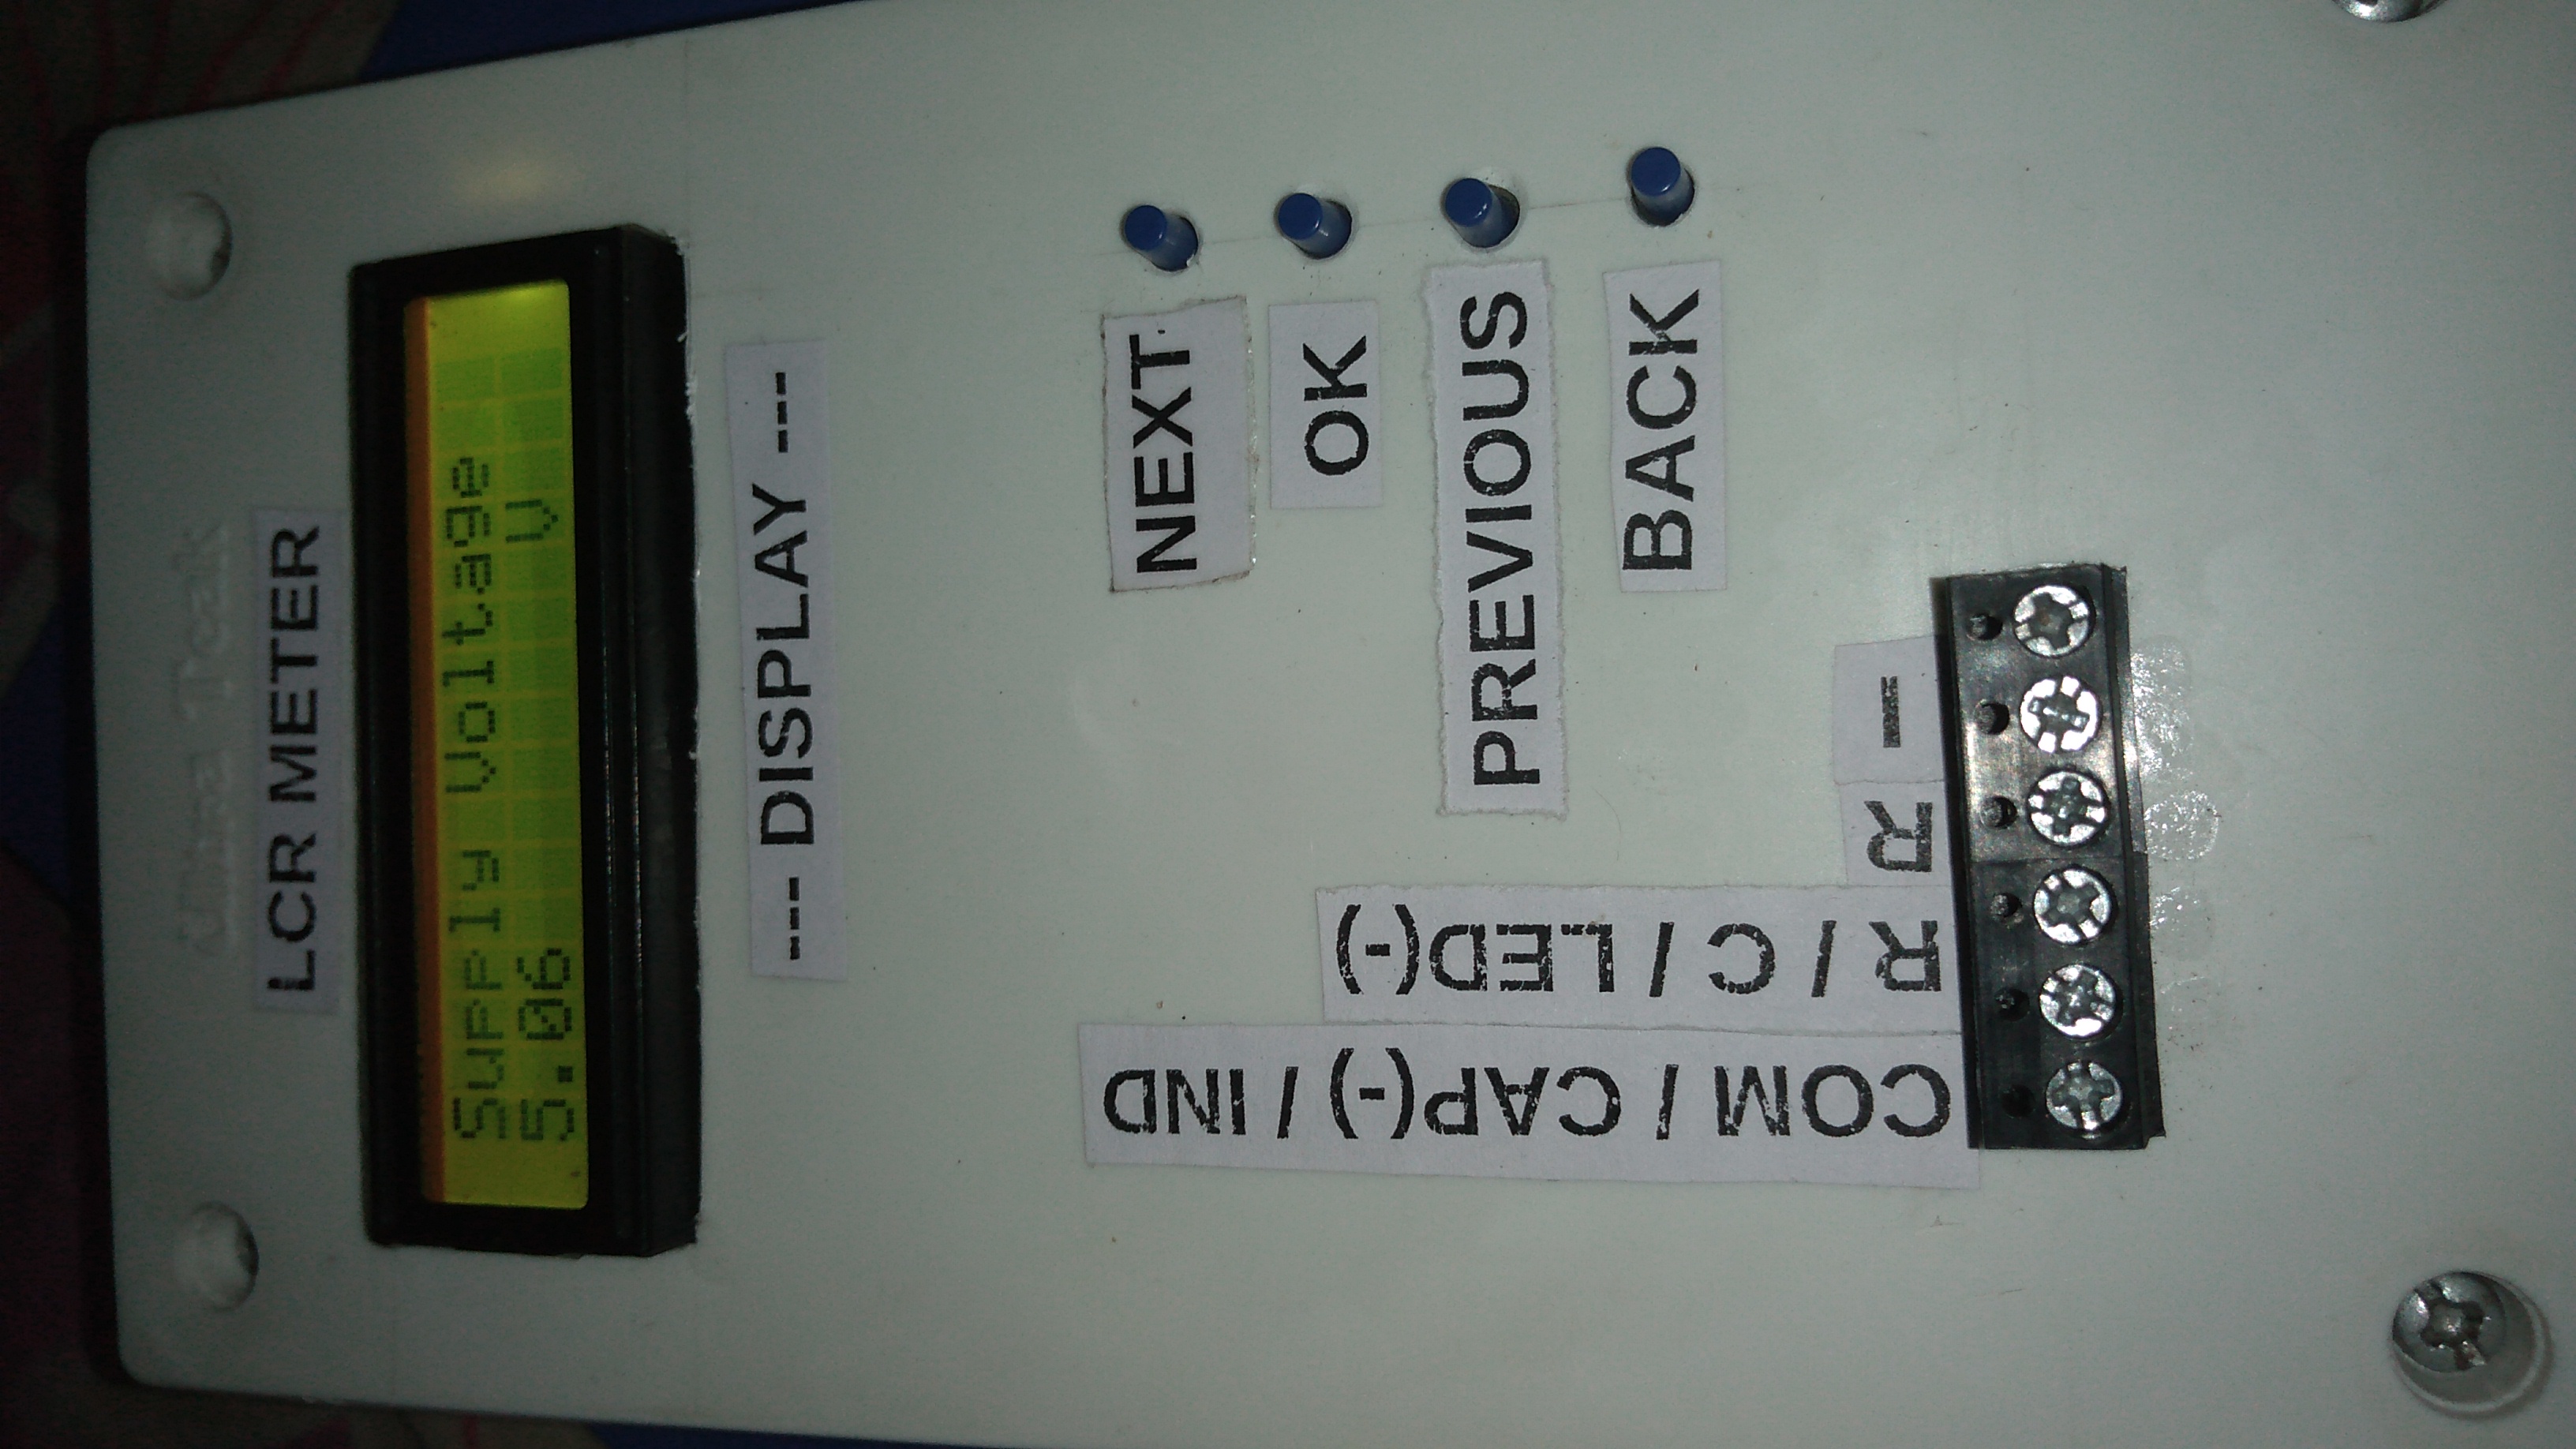 LCR METER
Supply Voltage
5.06 V
--- DISPLAY ---
NEXT
OK
PREVIOUS
BACK
COM / CAP(-) / IND
R / C / LED(-)
R
I